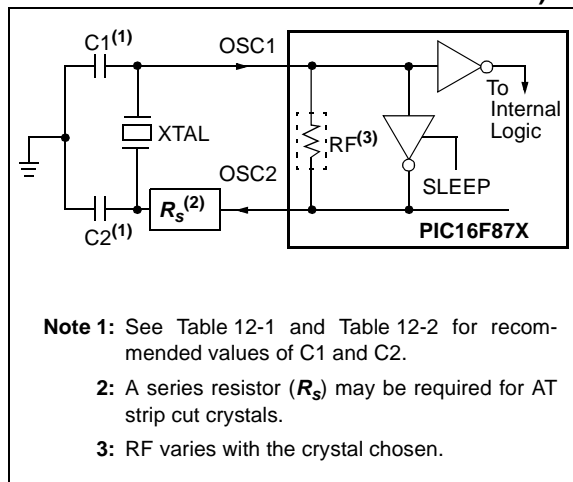 C1(1)
OSC1
To
Internal
Logic
XTAL
RF(3)
OSC2
SLEEP
Rs(2)
C2(1)
PIC16F87X
Note 1: See Table 12-1 and Table 12-2 for recom-
mended values of C1 and C2.
2: A series resistor (Rs) may be required for AT
strip cut crystals.
3: RF varies with the crystal chosen.